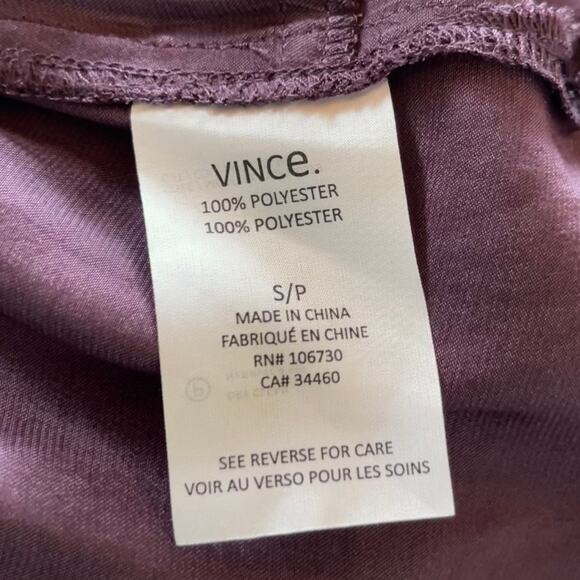 VINCe.
100% POLYESTER
100% POLYESTER
S/P
MADE IN CHINA
FABRIQUÉ EN CHINE
RN# 106730
CA# 34460
SEE REVERSE FOR CARE
VOIR AU VERSO POUR LES SOINS